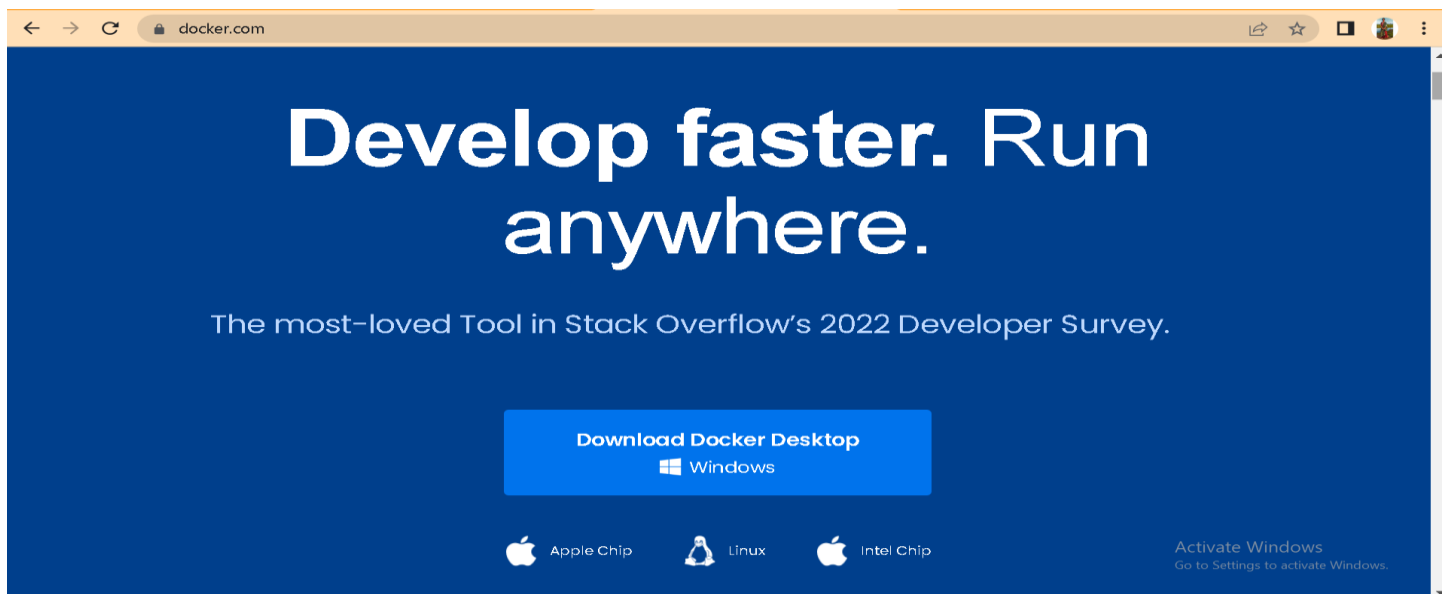 docker.com
Develop faster. Run
anywhere.
The most-loved Tool in Stack Overflow's 2022 Developer Survey.
Download Docker Desktop
Windows
Apple Chip Linux Intel Chip
Activate Windows
Go to Settings to activate Windows.